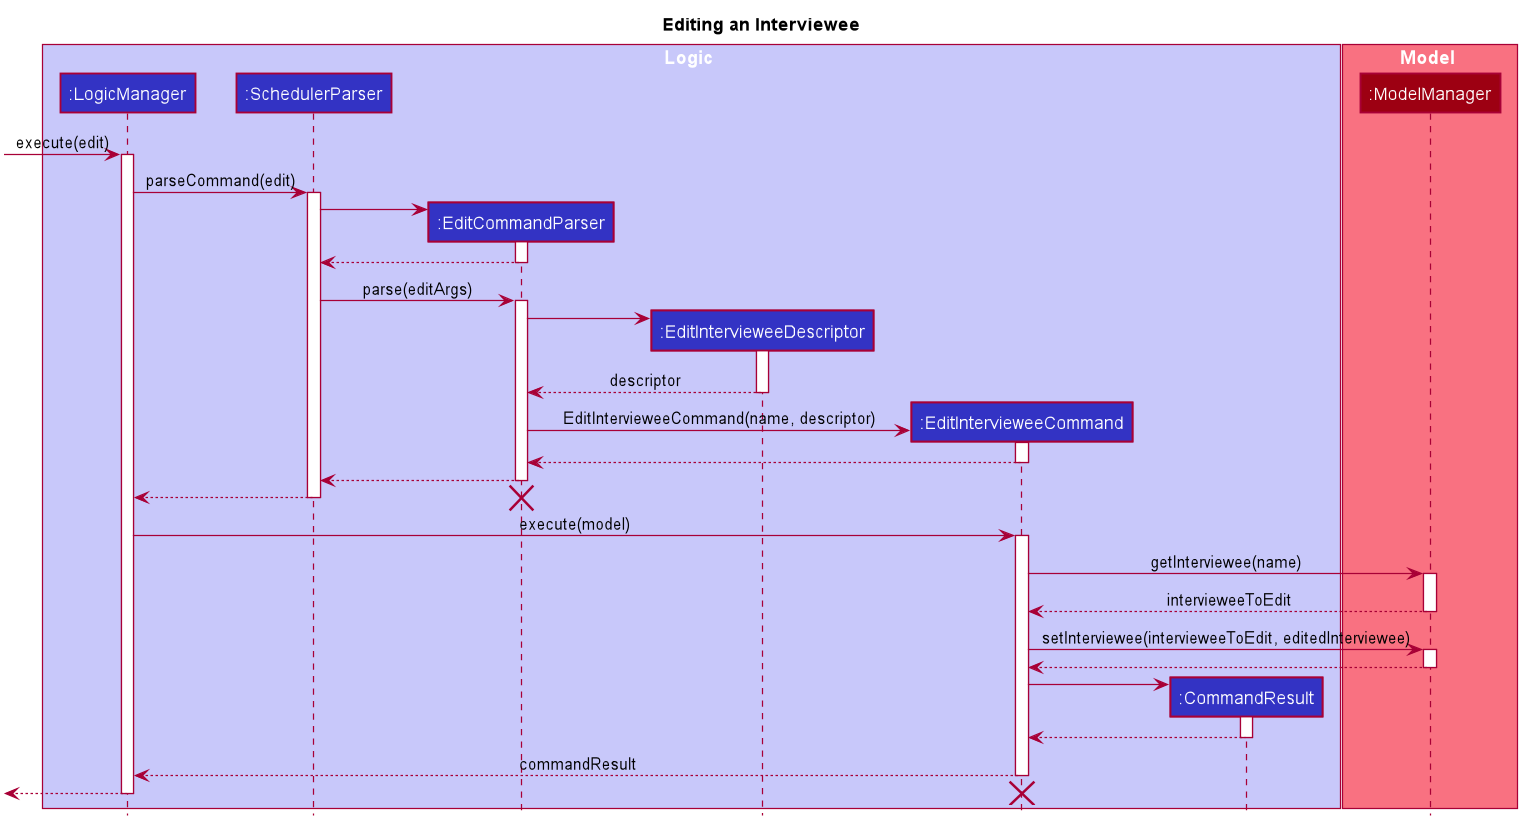 Editing an Interviewee
Logic
Model
:LogicManager
:SchedulerParser
:ModelManager
execute(edit)
parseCommand(edit)
:EditCommandParser
parse(editArgs)
:EditIntervieweeDescriptor
descriptor
EditIntervieweeCommand(name, descriptor)
:EditIntervieweeCommand
execute(model)
getInterviewee(name)
intervieweeToEdit
setInterviewee(intervieweeToEdit, editedInterviewee)
:CommandResult
commandResult